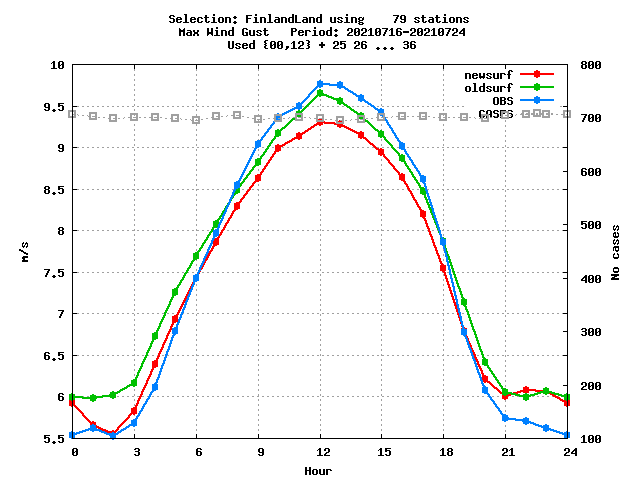 Selection: FinlandLand using    79 stations
Max Wind Gust   Period: 20210716-20210724
Used {00,12} + 25 26 ... 36
10
9.5
9
8.5
8
7.5
7
6.5
6
5.5
m/s
newsurf
oldsurf
OBS
CASES
800
700
600
500
400
300
200
100
No cases
0 3 6 9 12 15 18 21 24
Hour